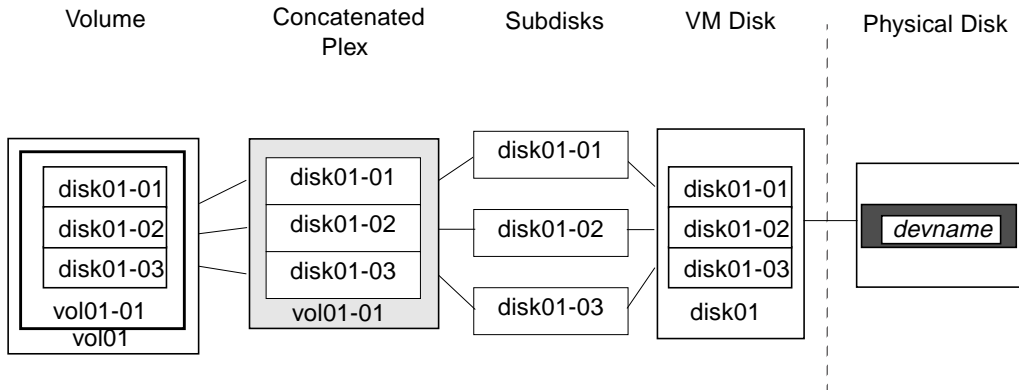 Volume
Concatenated
Plex
Subdisks
VM Disk
Physical Disk
disk01-01
disk01-02
disk01-03
vol01-01
vol01
disk01-01
disk01-02
disk01-03
vol01-01
disk01-01
disk01-02
disk01-03
disk01-01
disk01-02
disk01-03
disk01
devname